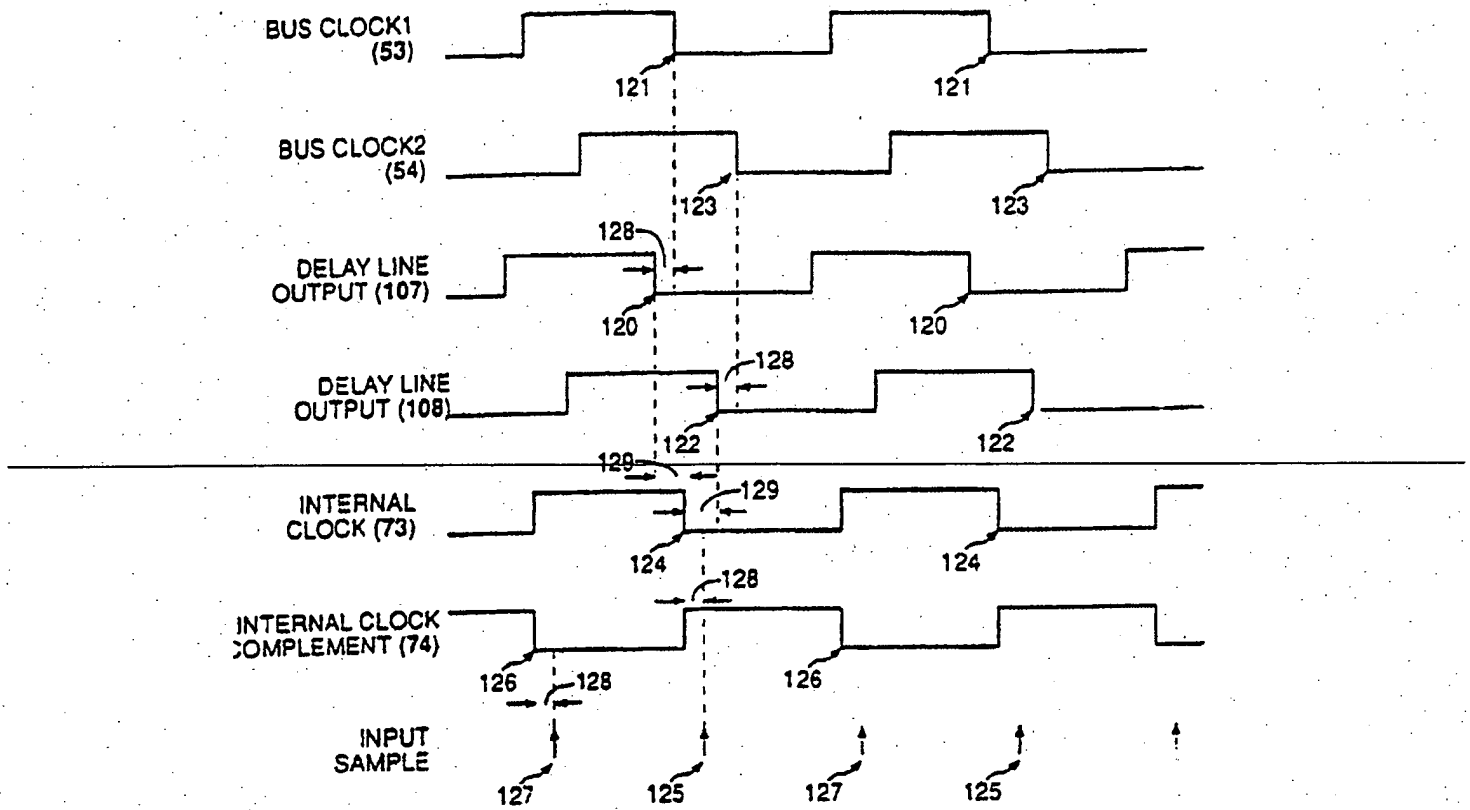 BUS CLOCK1
(53)
121
121
BUS CLOCK2
(54)
123
123
128
DELAY LINE
OUTPUT (107)
120
120
128
DELAY LINE
OUTPUT (108)
122
122
129
129
INTERNAL
CLOCK (73)
124
124
128
INTERNAL CLOCK
COMPLEMENT (74)
126
128
126
INPUT
SAMPLE
127
125
127
125